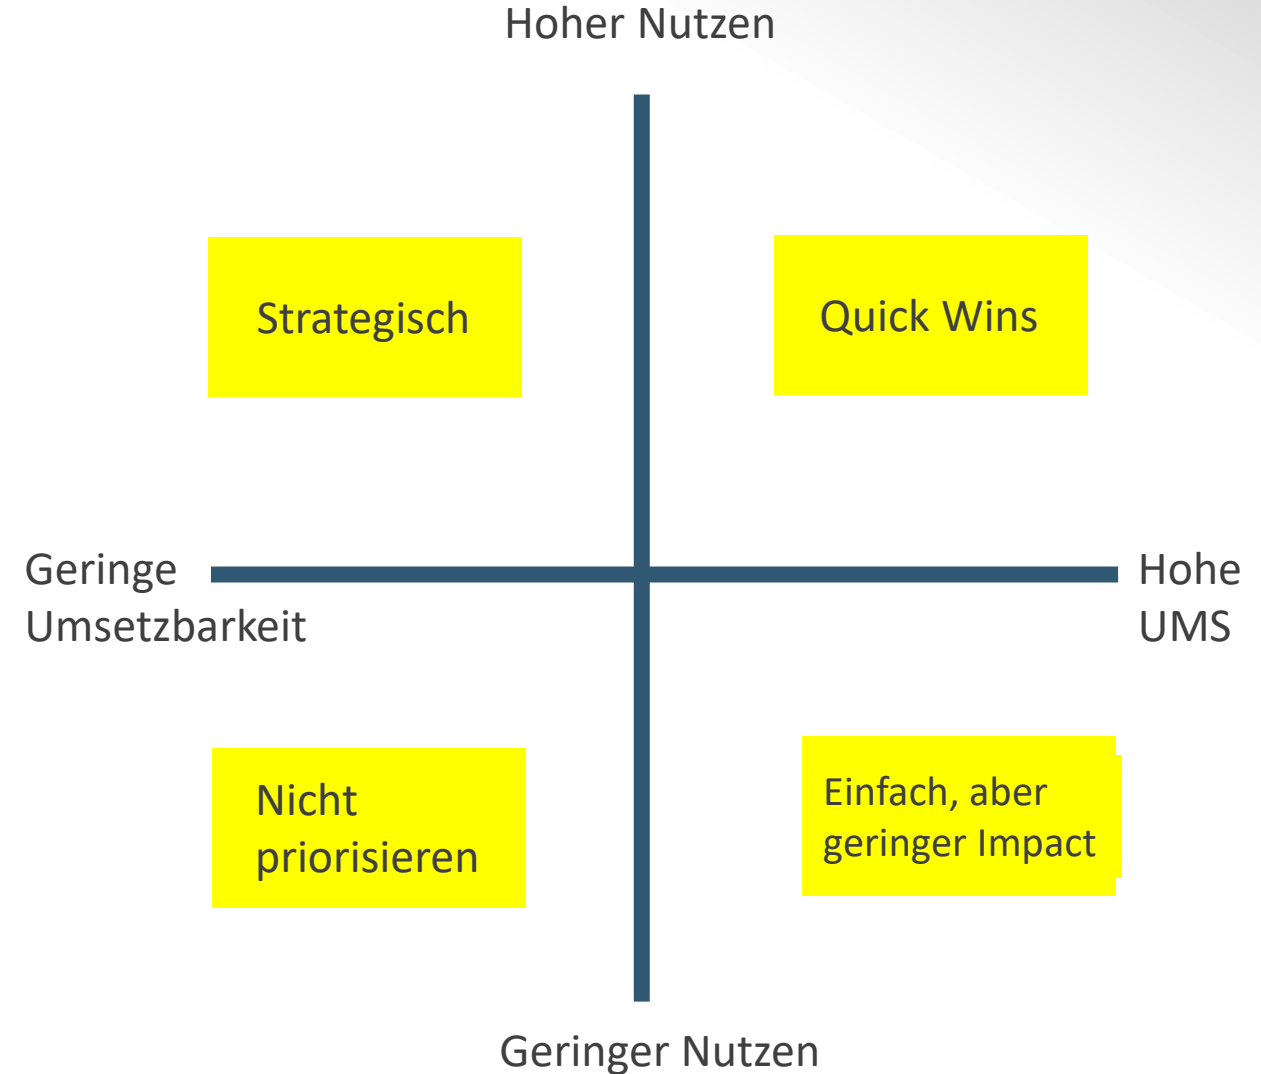 Hoher Nutzen
Strategisch
Quick Wins
Geringe
Umsetzbarkeit
Hohe
UMS
Nicht
priorisieren
Einfach, aber
geringer Impact
Geringer Nutzen